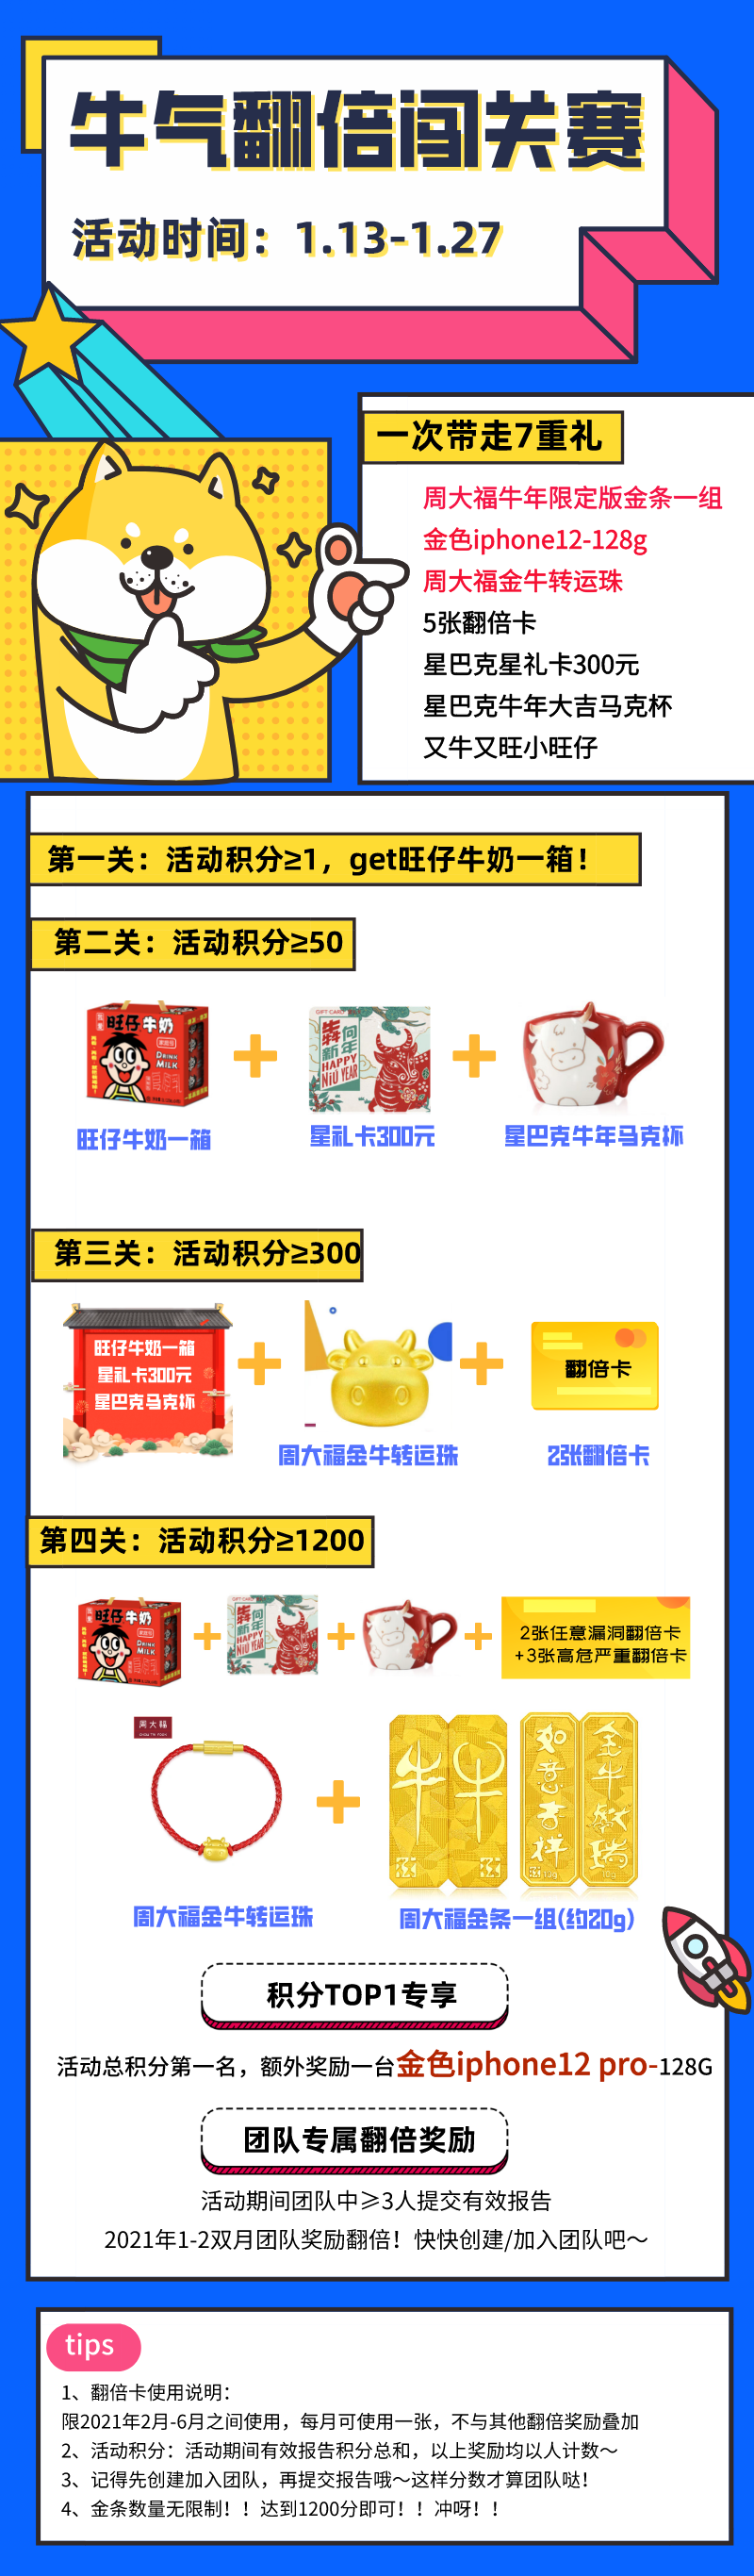 牛气翻倍闯关赛
活动时间：1.13-1.27
一次带走7重礼
周大福牛年限定版金条一组
金色iphone12-128g
周大福金牛转运珠
5张翻倍卡
星巴克星礼卡300元
星巴克牛年大吉马克杯
又牛又旺小旺仔
第一关：活动积分≥1，get旺仔牛奶一箱！
第二关：活动积分≥50
旺仔牛奶
DRINK
MILK
GIFT CARD
犇向
新年
HAPPY
NIU YEAR
旺仔牛奶一箱
星礼卡300元
星巴克牛年马克杯
第三关：活动积分≥300
旺仔牛奶一箱
星礼卡300元
星巴克马克杯
翻倍卡
周大福金牛转运珠
2张翻倍卡
第四关：活动积分≥1200
旺仔牛奶
DRINK
MILK
犇向
新年
HAPPY
NIU YEAR
2张任意漏洞翻倍卡
+3张高危严重翻倍卡
周大福
牛
如意吉祥
金牛献瑞
周大福金牛转运珠
周大福金条一组(约20g)
积分TOP1专享
活动总积分第一名，额外奖励一台金色iphone12 pro-128G
团队专属翻倍奖励
活动期间团队中≥3人提交有效报告
2021年1-2双月团队奖励翻倍！快快创建/加入团队吧～
tips
1、翻倍卡使用说明：
限2021年2月-6月之间使用，每月可使用一张，不与其他翻倍奖励叠加
2、活动积分：活动期间有效报告积分总和，以上奖励均以人计数～
3、记得先创建加入团队，再提交报告哦～这样分数才算团队哒！
4、金条数量无限制！！达到1200分即可！！冲呀！！